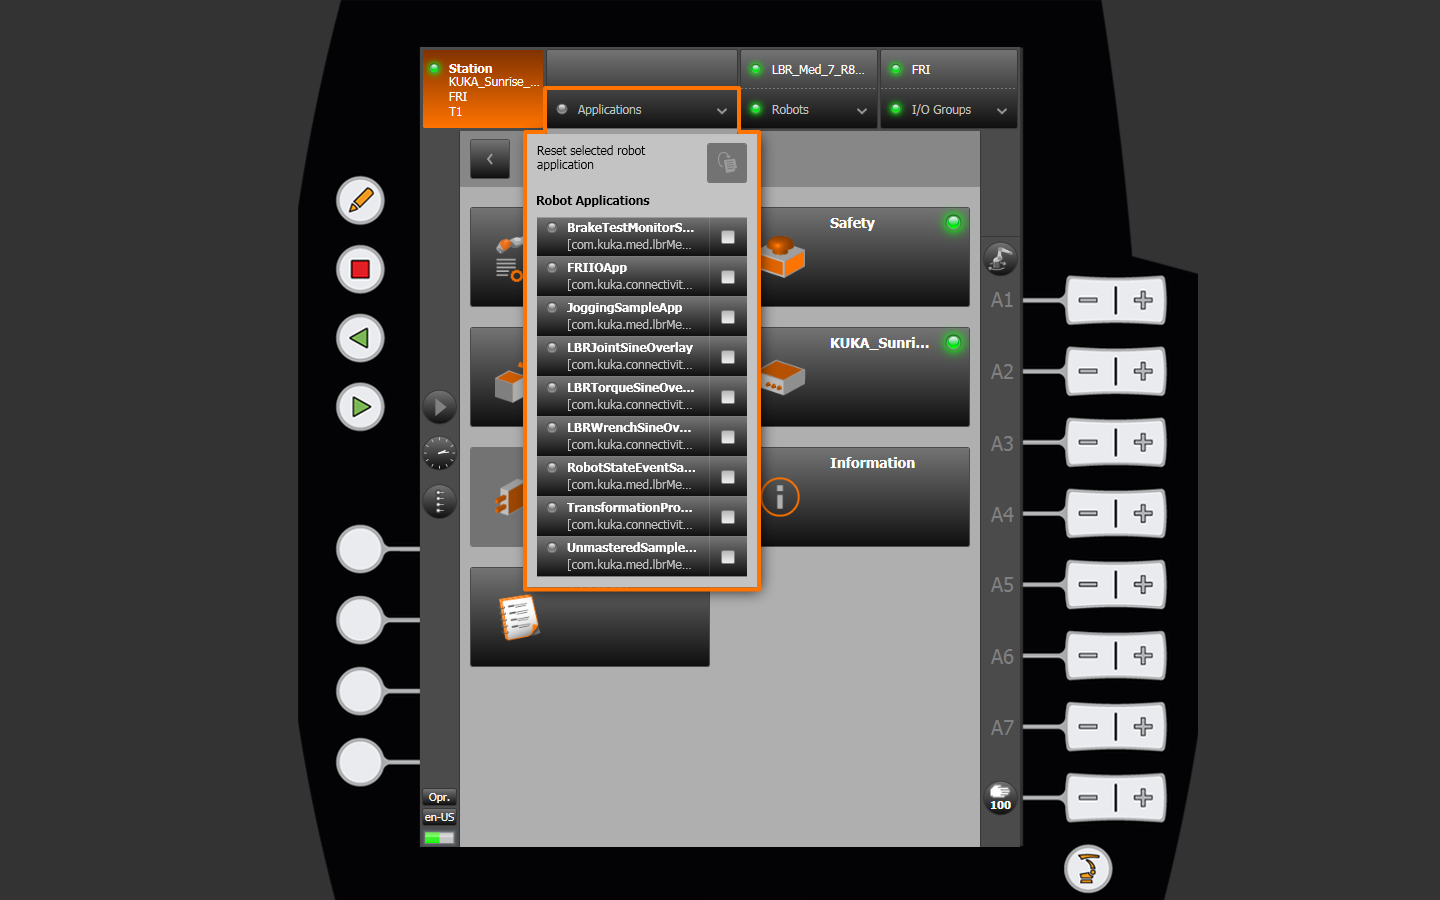 Station
KUKA_Sunrise_...
FRI
T1
Applications
LBR_Med_7_R8...
Robots
FRI
I/O Groups
Reset selected robot
application
Robot Applications
BrakeTestMonitorS...
[com.kuka.med.lbrMe...
FRIIOApp
[com.kuka.connectivit...
JoggingSampleApp
[com.kuka.med.lbrMe...
LBRJointSineOverlay
[com.kuka.connectivit...
LBRTorqueSineOve...
[com.kuka.connectivit...
LBRWrenchSineOv...
[com.kuka.connectivit...
RobotStateEventSa...
[com.kuka.med.lbrMe...
TransformationPro...
[com.kuka.connectivit...
UnmasteredSample...
[com.kuka.med.lbrMe...
Safety
KUKA_Sunri...
Information
A1
A2
A3
A4
A5
A6
A7
100
Opr.
en-US